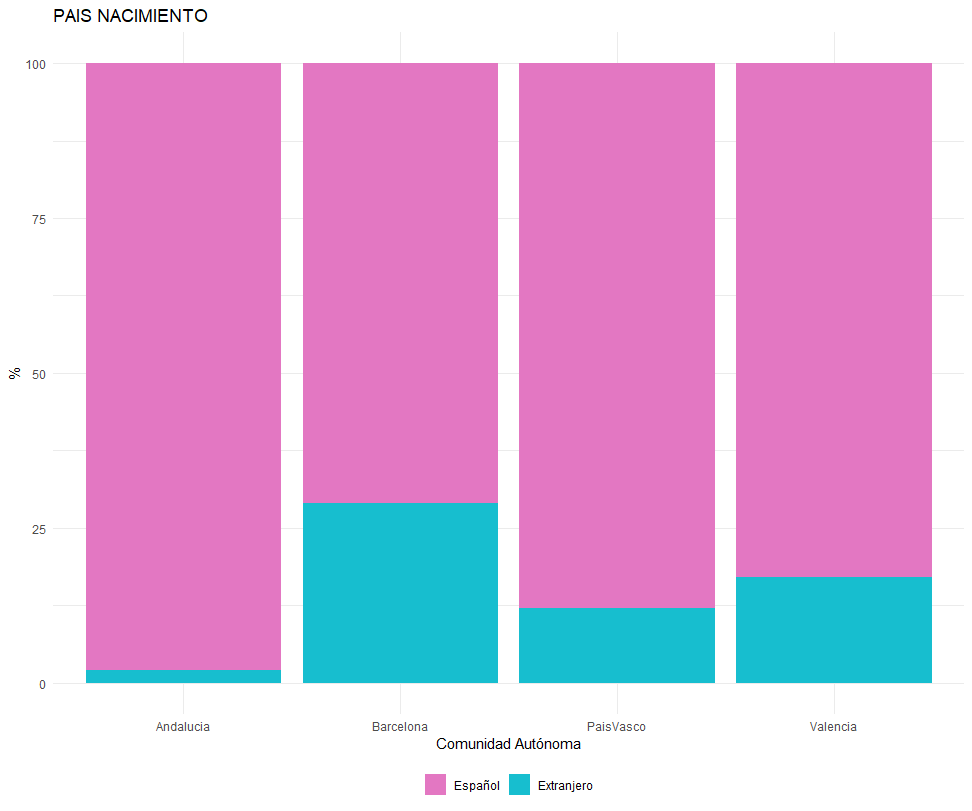 PAIS NACIMIENTO
100
75
50
25
0
%
Andalucia
Barcelona
PaisVasco
Valencia
Comunidad Autónoma
Español
Extranjero